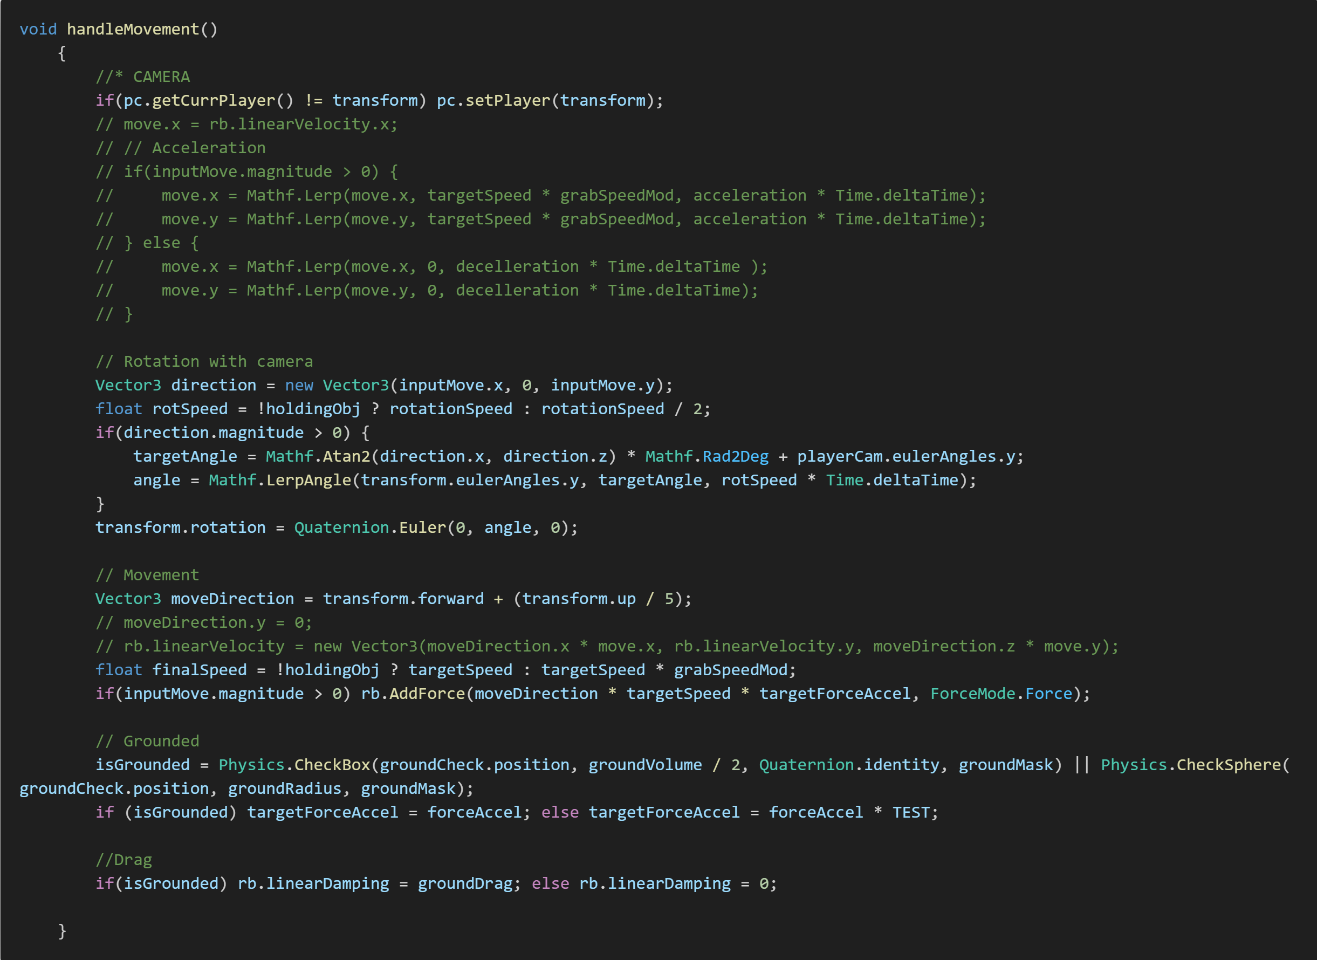 void handleMovement()
    {
        //* CAMERA
        if(pc.getCurrPlayer() != transform) pc.setPlayer(transform);
        // move.x = rb.linearVelocity.x;
        // // Acceleration
        // if(inputMove.magnitude > 0) {
        //     move.x = Mathf.Lerp(move.x, targetSpeed * grabSpeedMod, acceleration * Time.deltaTime);
        //     move.y = Mathf.Lerp(move.y, targetSpeed * grabSpeedMod, acceleration * Time.deltaTime);
        // } else {
        //     move.x = Mathf.Lerp(move.x, 0, decelleration * Time.deltaTime );
        //     move.y = Mathf.Lerp(move.y, 0, decelleration * Time.deltaTime);
        // }

        // Rotation with camera
        Vector3 direction = new Vector3(inputMove.x, 0, inputMove.y);
        float rotSpeed = !holdingObj ? rotationSpeed : rotationSpeed / 2;
        if(direction.magnitude > 0) {
            targetAngle = Mathf.Atan2(direction.x, direction.z) * Mathf.Rad2Deg + playerCam.eulerAngles.y;
            angle = Mathf.LerpAngle(transform.eulerAngles.y, targetAngle, rotSpeed * Time.deltaTime);
        }
        transform.rotation = Quaternion.Euler(0, angle, 0);

        // Movement
        Vector3 moveDirection = transform.forward + (transform.up / 5);
        // moveDirection.y = 0;
        // rb.linearVelocity = new Vector3(moveDirection.x * move.x, rb.linearVelocity.y, moveDirection.z * move.y);
        float finalSpeed = !holdingObj ? targetSpeed : targetSpeed * grabSpeedMod;
        if(inputMove.magnitude > 0) rb.AddForce(moveDirection * targetSpeed * targetForceAccel, ForceMode.Force);

        // Grounded
        isGrounded = Physics.CheckBox(groundCheck.position, groundVolume / 2, Quaternion.identity, groundMask) || Physics.CheckSphere(
groundCheck.position, groundRadius, groundMask);
        if (isGrounded) targetForceAccel = forceAccel; else targetForceAccel = forceAccel * TEST;

        //Drag
        if(isGrounded) rb.linearDamping = groundDrag; else rb.linearDamping = 0;

    }